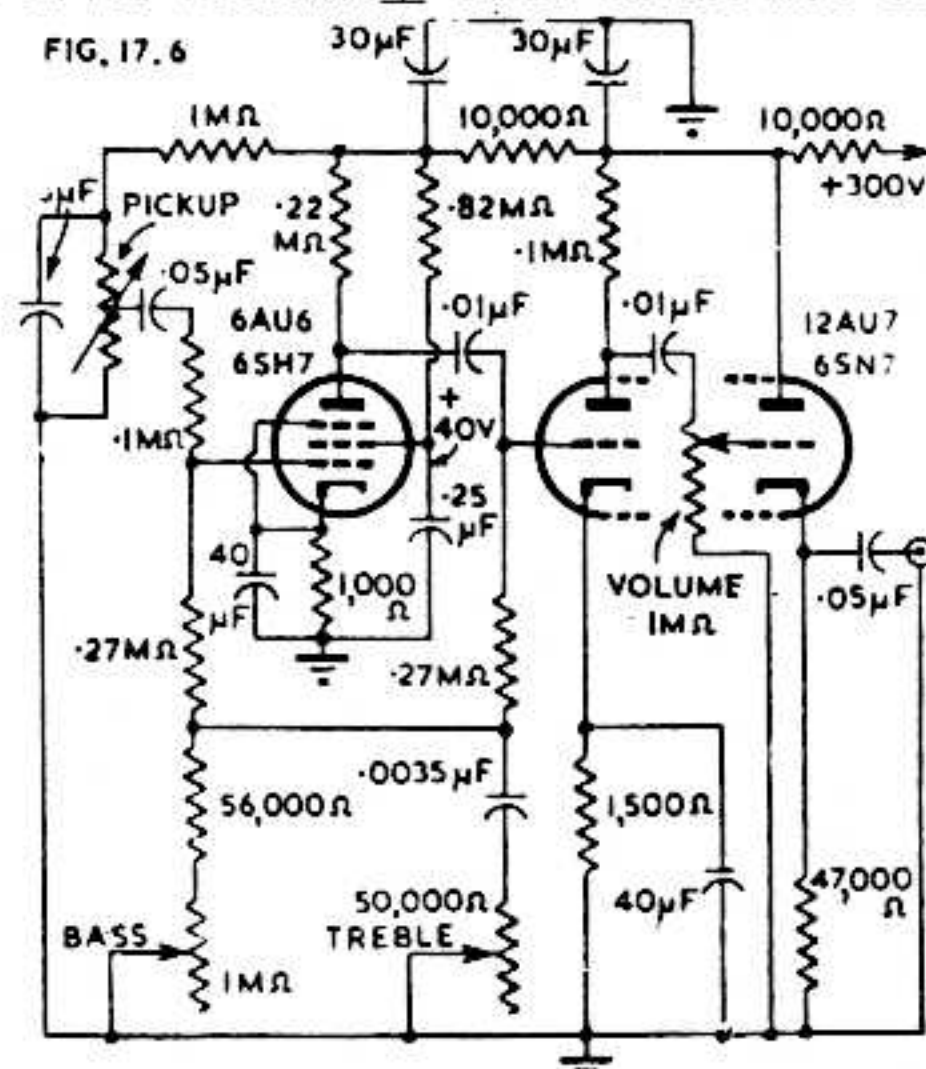 FIG. 17.6
30µF
30µF
1MΩ
10,000Ω
10,000Ω
+300V
µF
PICKUP
.22
MΩ
.82MΩ
.1MΩ
.05µF
6AU6
6SH7
.01µF
.01µF
12AU7
6SN7
+
40V
.1MΩ
.25
µF
40
µF
1,000
Ω
VOLUME
1MΩ
.05µF
.27MΩ
.27MΩ
.0035µF
56,000Ω
1,500Ω
50,000Ω
40µF
47,000
Ω
BASS
TREBLE
1MΩ